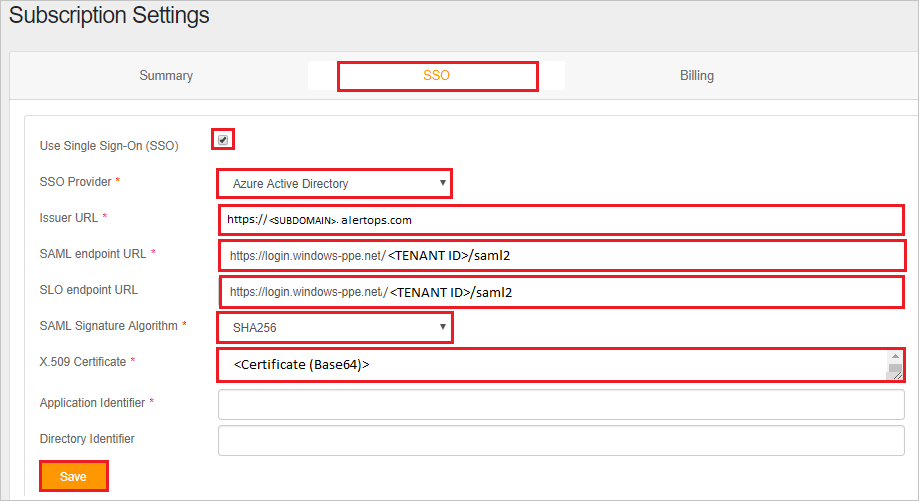 Subscription Settings
Summary SSO Billing
Use Single Sign-On (SSO)
SSO Provider * Azure Active Directory
Issuer URL * https://<SUBDOMAIN>.alertops.com
SAML endpoint URL * https://login.windows-ppe.net/<TENANT ID>/saml2
SLO endpoint URL https://login.windows-ppe.net/<TENANT ID>/saml2
SAML Signature Algorithm * SHA256
X.509 Certificate * <Certificate (Base64)>
Application Identifier *
Directory Identifier
Save